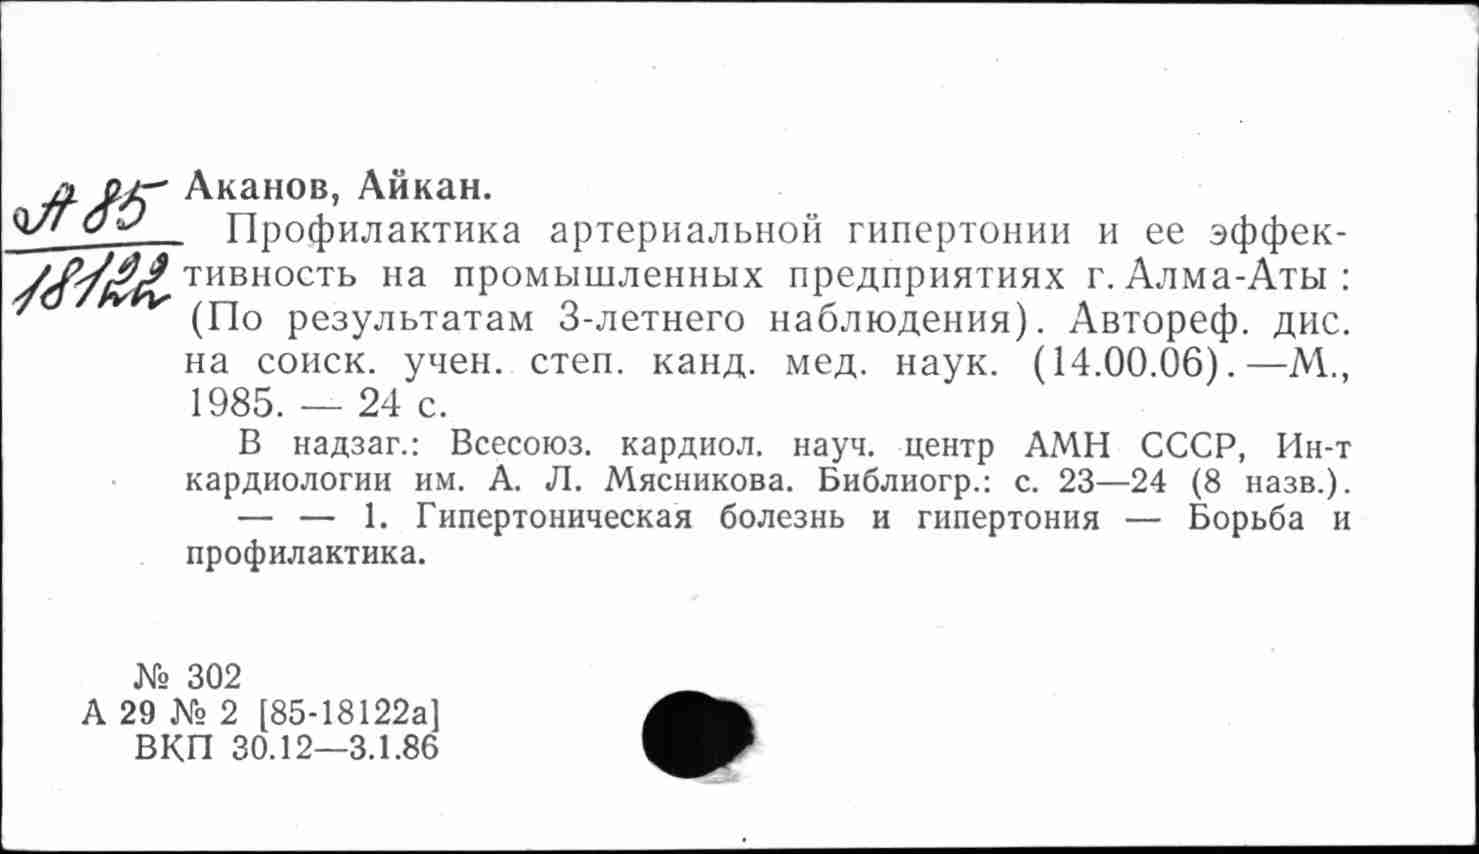 А 85
18122
Аканов, Айкан.
Профилактика артериальной гипертонии и ее эффек-
тивность на промышленных предприятиях г. Алма-Аты :
(По результатам 3-летнего наблюдения). Автореф. дис.
на соиск. учен. степ. канд. мед. наук. (14.00.06). —М.,
1985. — 24 с.
В надзаг.: Всесоюз. кардиол. науч. центр АМН СССР, Ин-т
кардиологии им. А. Л. Мясникова. Библиогр.: с. 23—24 (8 назв.).
— — 1. Гипертоническая болезнь и гипертония — Борьба и
профилактика.
№ 302
А 29 № 2 [85-18122а]
ВКП 30.12—3.1.86